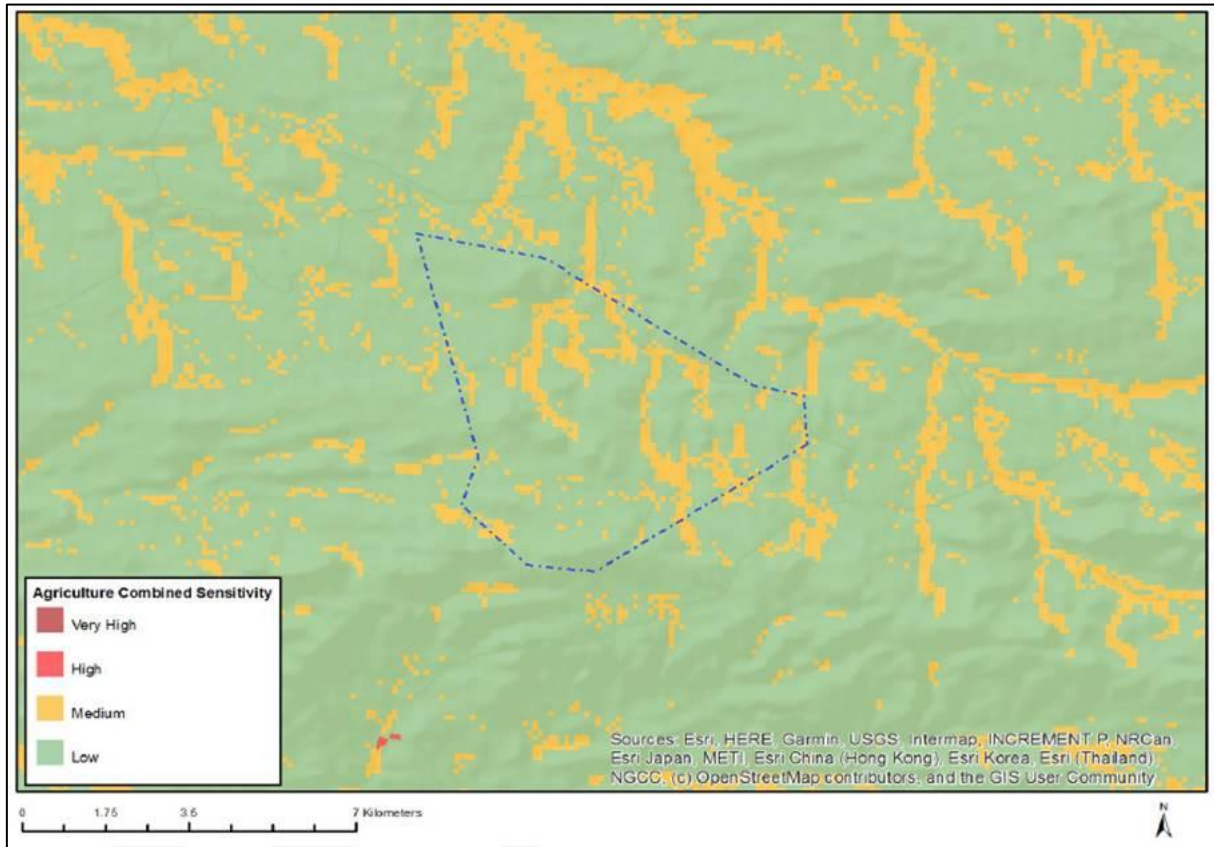 Agriculture Combined Sensitivity
Very High
High
Medium
Low
Sources: Esri, HERE, Garmin, USGS, Intermap, INCREMENT P, NRCan,
Esri Japan, METI, Esri China (Hong Kong), Esri Korea, Esri (Thailand),
NGCC, (c) OpenStreetMap contributors, and the GIS User Community
0 1.75 3.5 7 Kilometers
N